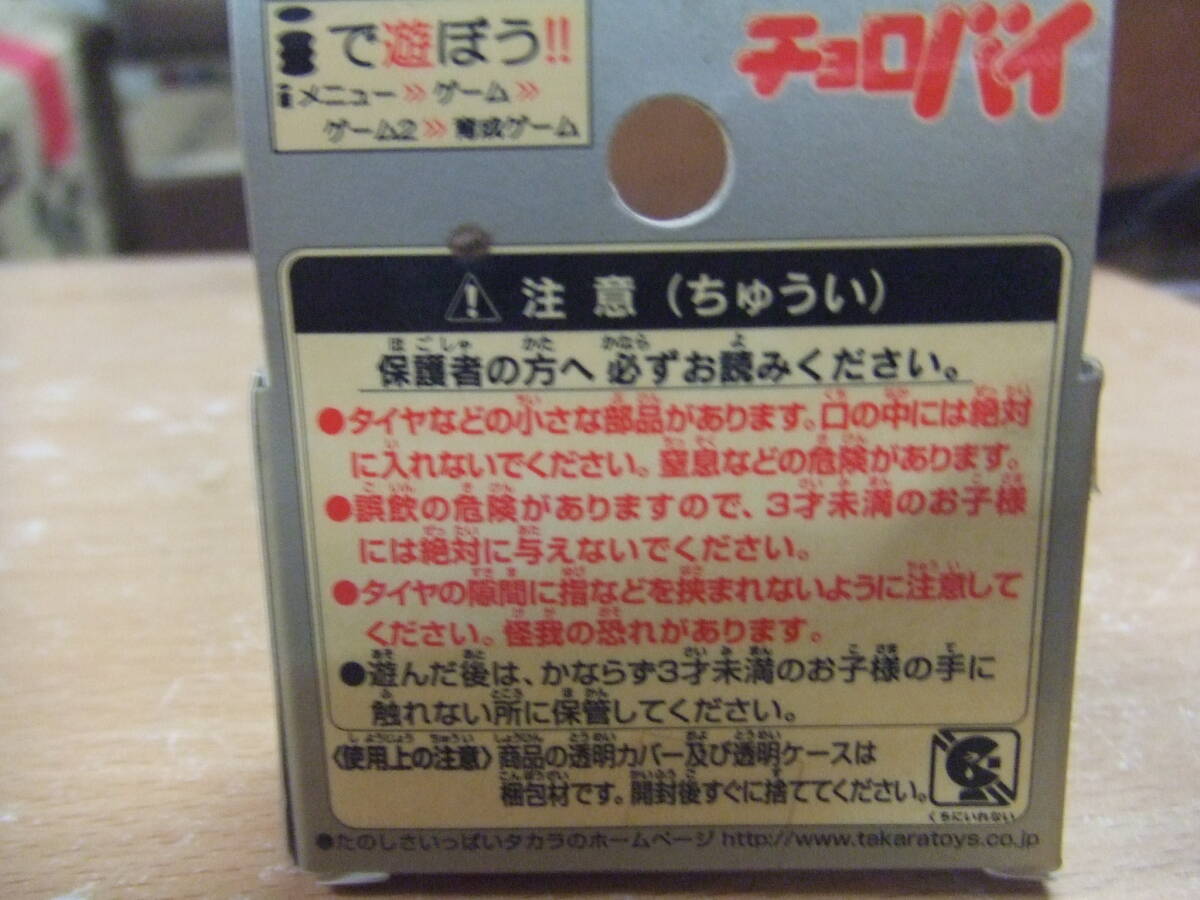 で遊ぼう!!
メニュー»ゲーム»
ゲーム2»育成ゲーム
チョロバイ
注意(ちゅうい)
保護者の方へ 必ずお読みください。
●タイヤなどの小さな部品があります。口の中には絶対
に入れないでください。窒息などの危険があります。
●誤飲の危険がありますので、3才未満のお子様
には絶対に与えないでください。
●タイヤの隙間に指などを挟まれないように注意して
ください。怪我の恐れがあります。
●遊んだ後は、かならず3才未満のお子様の手に
触れない所に保管してください。
〈使用上の注意〉商品の透明カバー及び透明ケースは
梱包材です。開封後すぐに捨ててください。
くちにいれない
●たのしさいっぱいタカラのホームページ http://www.takaratoys.co.jp